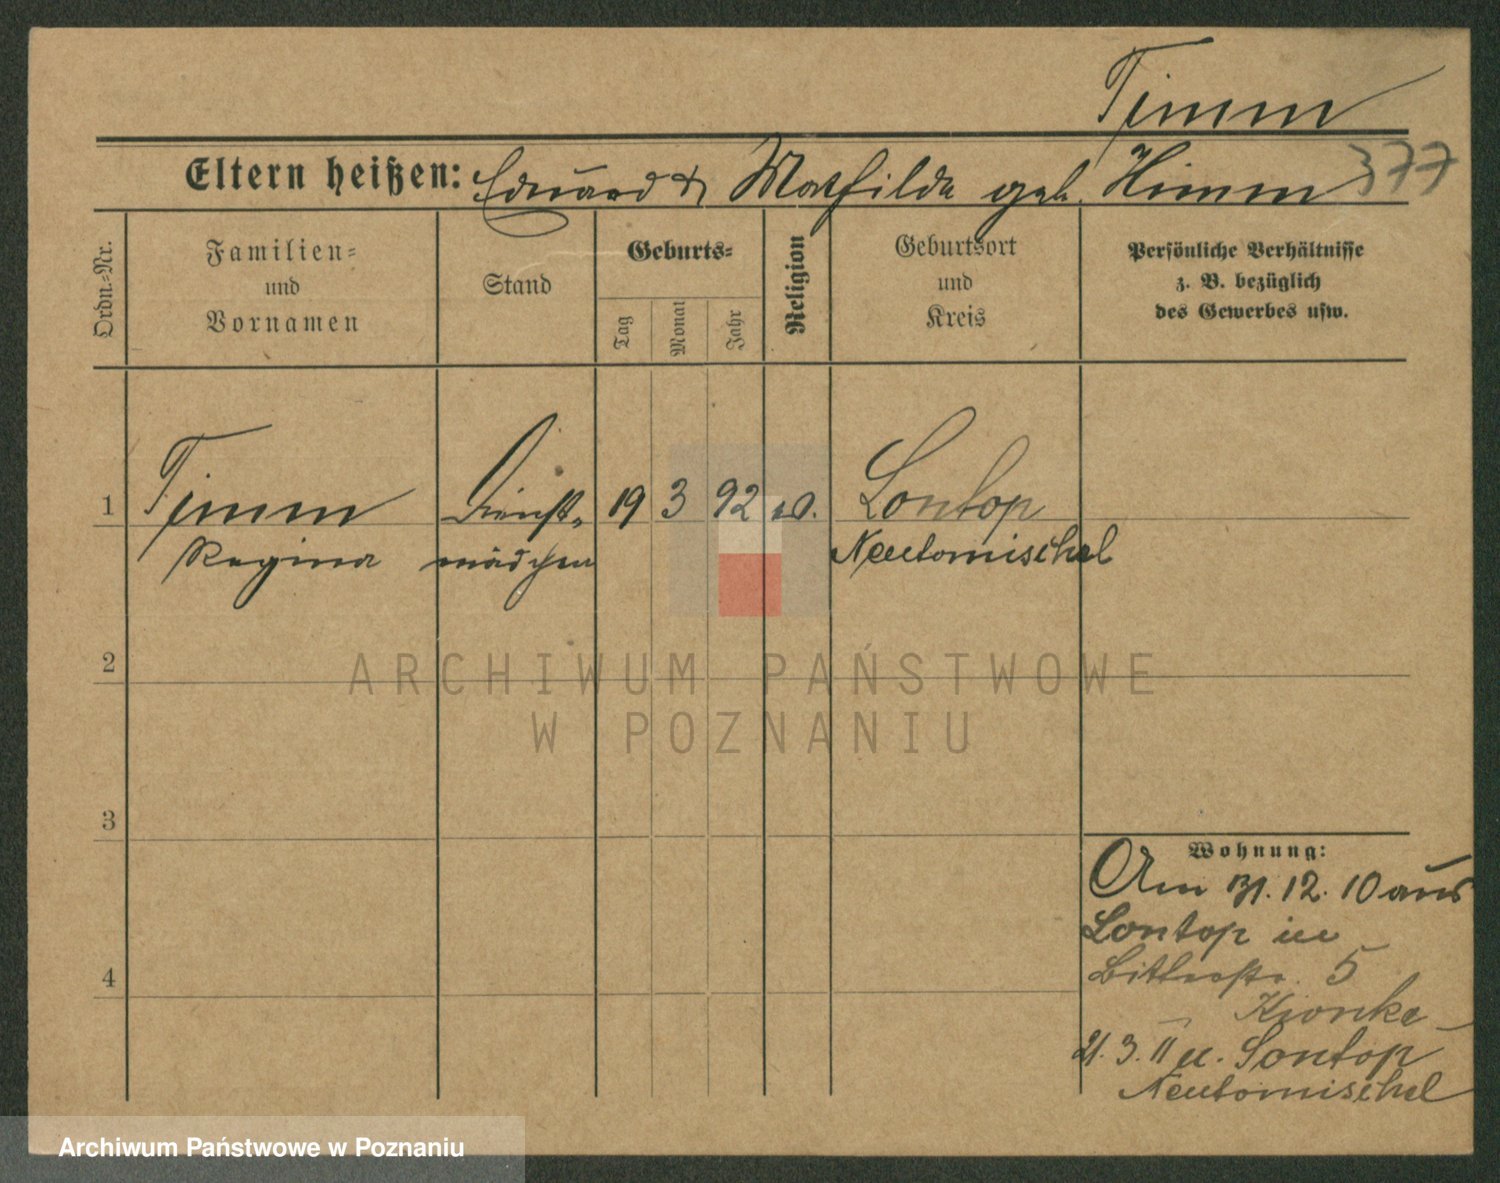 Timm
377
Eltern heißen: Eduard & Mathilde geb. Himm
Ordn.=Nr.
Familien=
und
Vornamen
Stand
Geburts=
Tag
Monat
Jahr
Religion
Geburtsort
und
Kreis
Persönliche Verhältnisse
z. B. bezüglich
des Gewerbes usw.
1 Timm Dienst= 19 3 92 ev. Lontop
Regina mädchen Neutomischel
2
3
4
Wohnung:
Am 31.12.10 aus
Lontop in
5
Kionke
21.3.11 n. Lontop
Neutomischel
ARCHIWUM PAŃSTWOWE
W POZNANIU
Archiwum Państwowe w Poznaniu